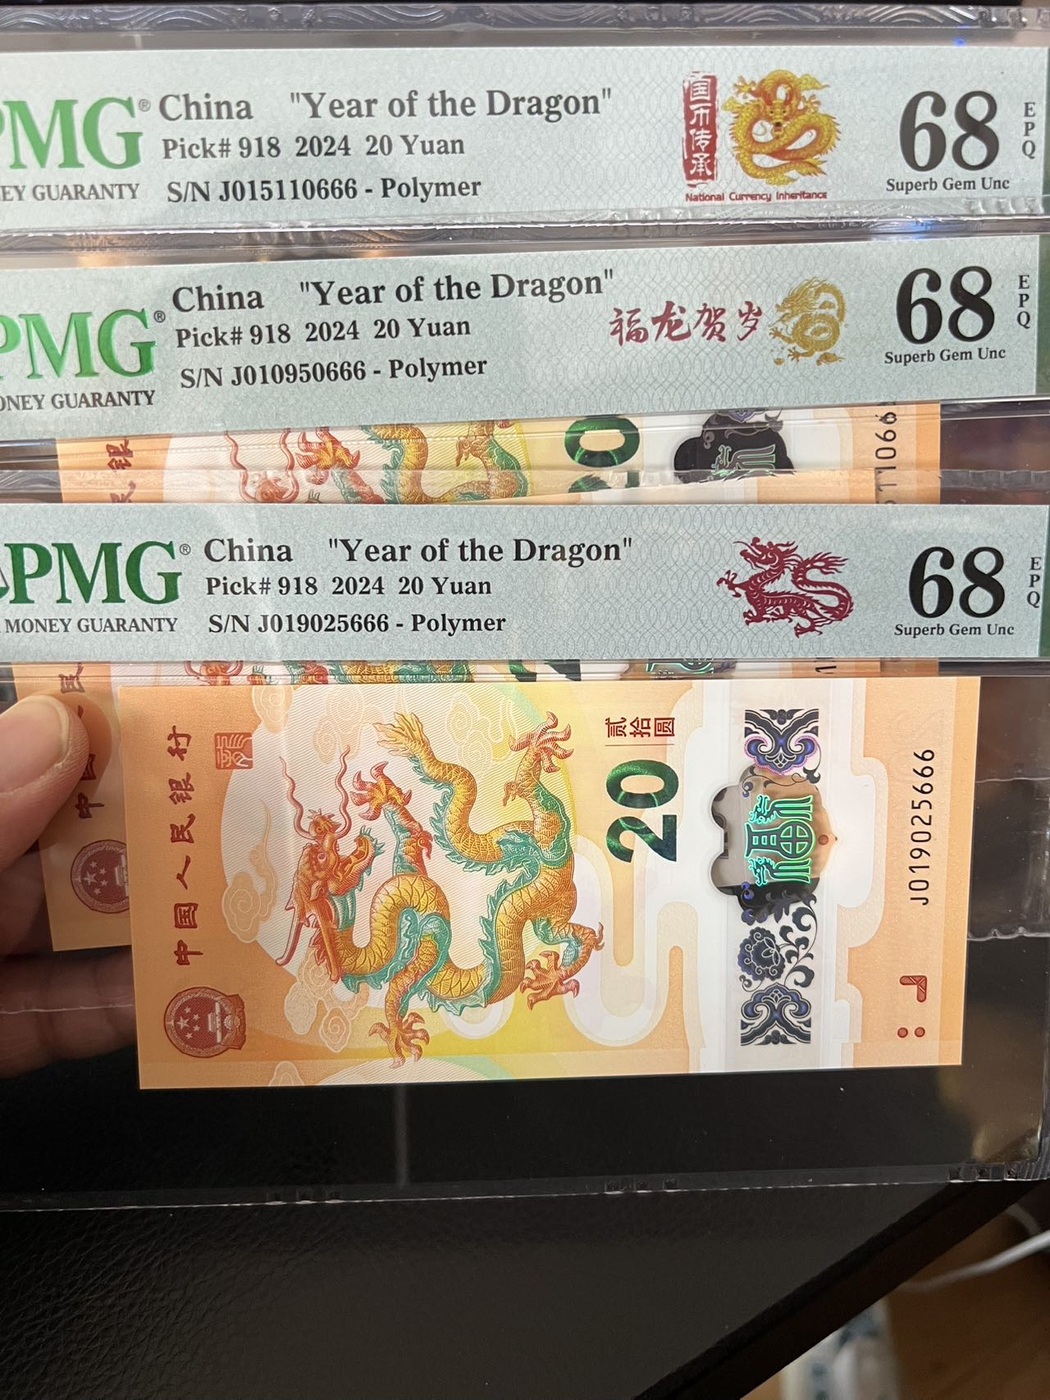 PMG® China "Year of the Dragon"
Pick# 918 2024 20 Yuan
EY GUARANTY S/N J015110666 - Polymer
国币传承
National Currency Inheritance
68 EPQ
Superb Gem Unc
PMG® China "Year of the Dragon"
Pick# 918 2024 20 Yuan
ONEY GUARANTY S/N J010950666 - Polymer
福龙贺岁
68 EPQ
Superb Gem Unc
民银
20
PMG® China "Year of the Dragon"
Pick# 918 2024 20 Yuan
MONEY GUARANTY S/N J019025666 - Polymer
68 EPQ
Superb Gem Unc
中国人民银行
贰拾圆
20
福
J019025666